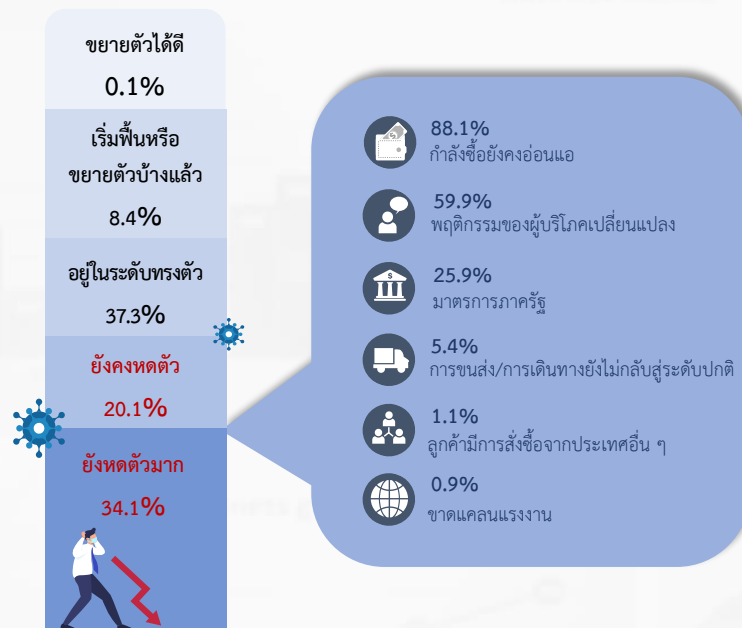 ขยายตัวได้ดี
0.1%
เริ่มฟื้นหรือ
ขยายตัวบ้างแล้ว
8.4%
อยู่ในระดับทรงตัว
37.3%
ยังคงหดตัว
20.1%
ยังหดตัวมาก
34.1%
88.1%
กำลังซื้อยังคงอ่อนแอ
59.9%
พฤติกรรมของผู้บริโภคเปลี่ยนแปลง
25.9%
มาตรการภาครัฐ
5.4%
การขนส่ง/การเดินทางยังไม่กลับสู่ระดับปกติ
1.1%
ลูกค้ามีการสั่งซื้อจากประเทศอื่น ๆ
0.9%
ขาดแคลนแรงงาน